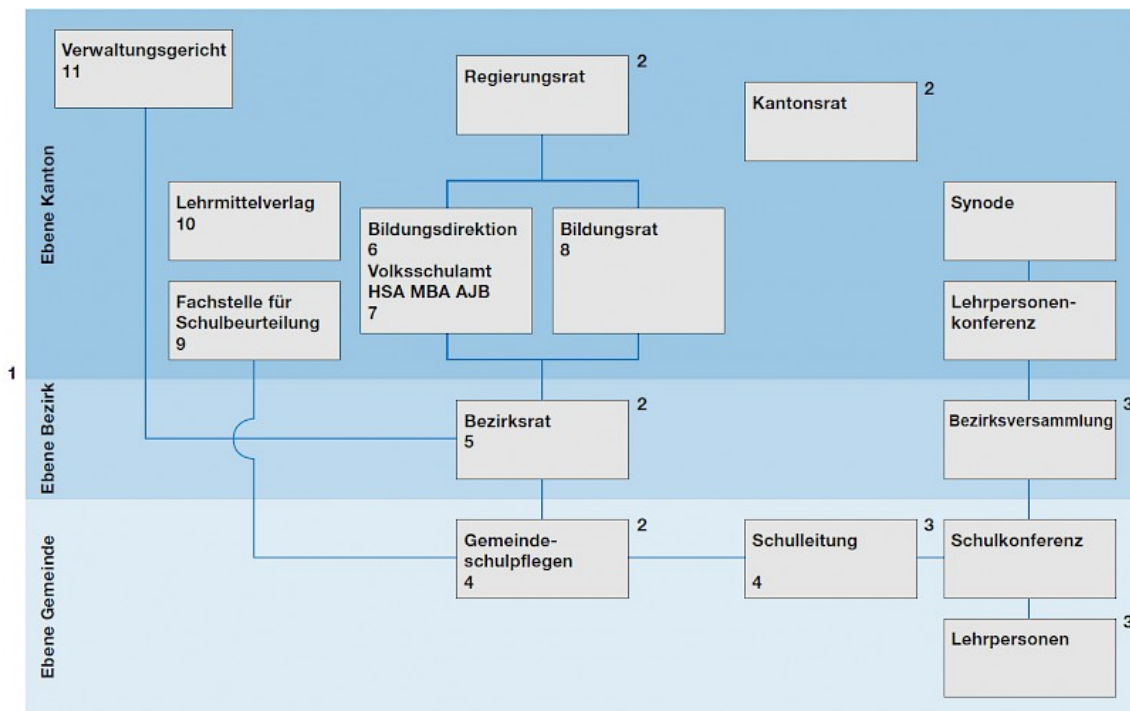 Verwaltungsgericht
11
Regierungsrat
2
Kantonsrat
2
Ebene Kanton
Lehrmittelverlag
10
Bildungsdirektion
6
Volksschulamt
HSA MBA AJB
7
Bildungsrat
8
Synode
Fachstelle für
Schulbeurteilung
9
Lehrpersonen-
konferenz
1
Ebene Bezirk
Bezirksrat
5
2
Bezirksversammlung
3
Ebene Gemeinde
Gemeinde-
schulpflegen
4
2
Schulleitung
4
3
Schulkonferenz
Lehrpersonen
3